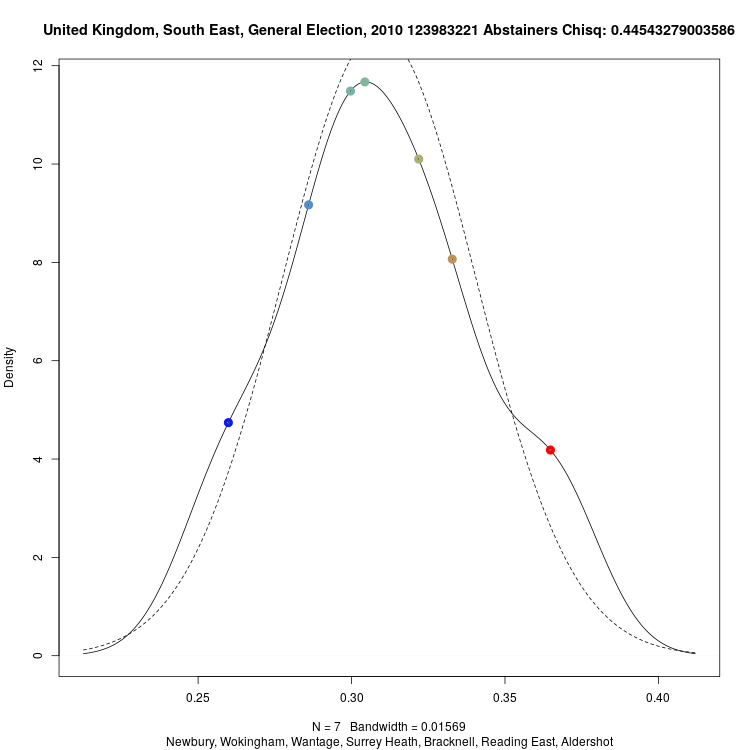 United Kingdom, South East, General Election, 2010 123983221 Abstainers Chisq: 0.44543279003586
12
10
8
6
4
2
0
Density
0.25 0.30 0.35 0.40
N = 7 Bandwidth = 0.01569
Newbury, Wokingham, Wantage, Surrey Heath, Bracknell, Reading East, Aldershot